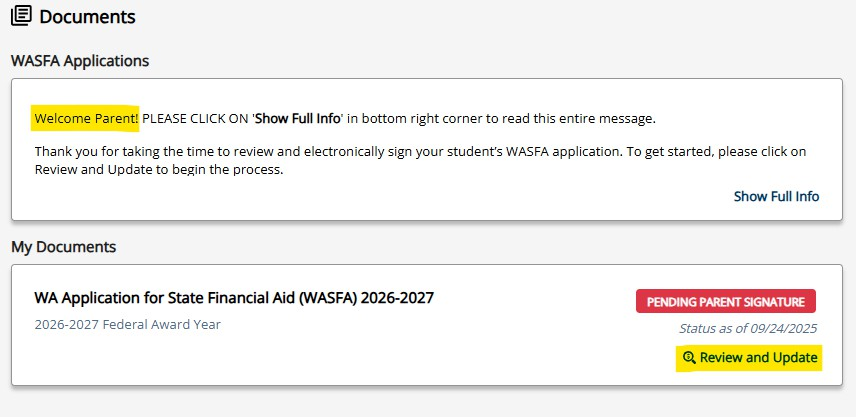 Documents
WASFA Applications
Welcome Parent! PLEASE CLICK ON 'Show Full Info' in bottom right corner to read this entire message.
Thank you for taking the time to review and electronically sign your student’s WASFA application. To get started, please click on
Review and Update to begin the process.
Show Full Info
My Documents
WA Application for State Financial Aid (WASFA) 2026-2027
PENDING PARENT SIGNATURE
2026-2027 Federal Award Year
Status as of 09/24/2025
Review and Update